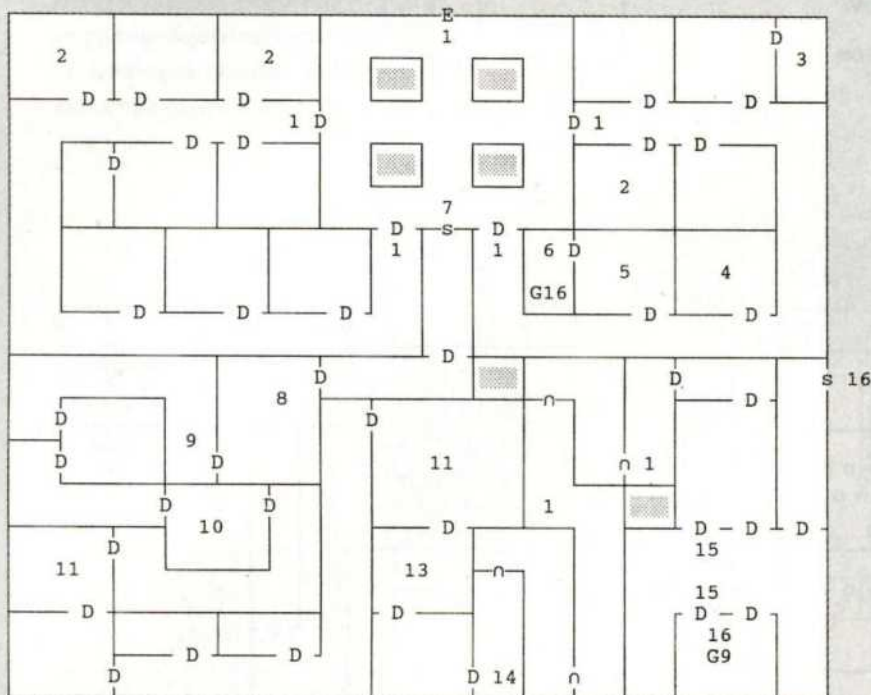 E
2 2 1 D 3
D D D D D
1 D D 1
D D D D
D 2
7
D s D
1 1 6 D
5 4
G16
D D D D D
D
D D s 16
8 ∩ D
D D
9 11
D D ∩ 1
D D
10 1
D D D D
D 15
11 13 ∩
15
D D D D
16
D D G9
D D 14 ∩
om